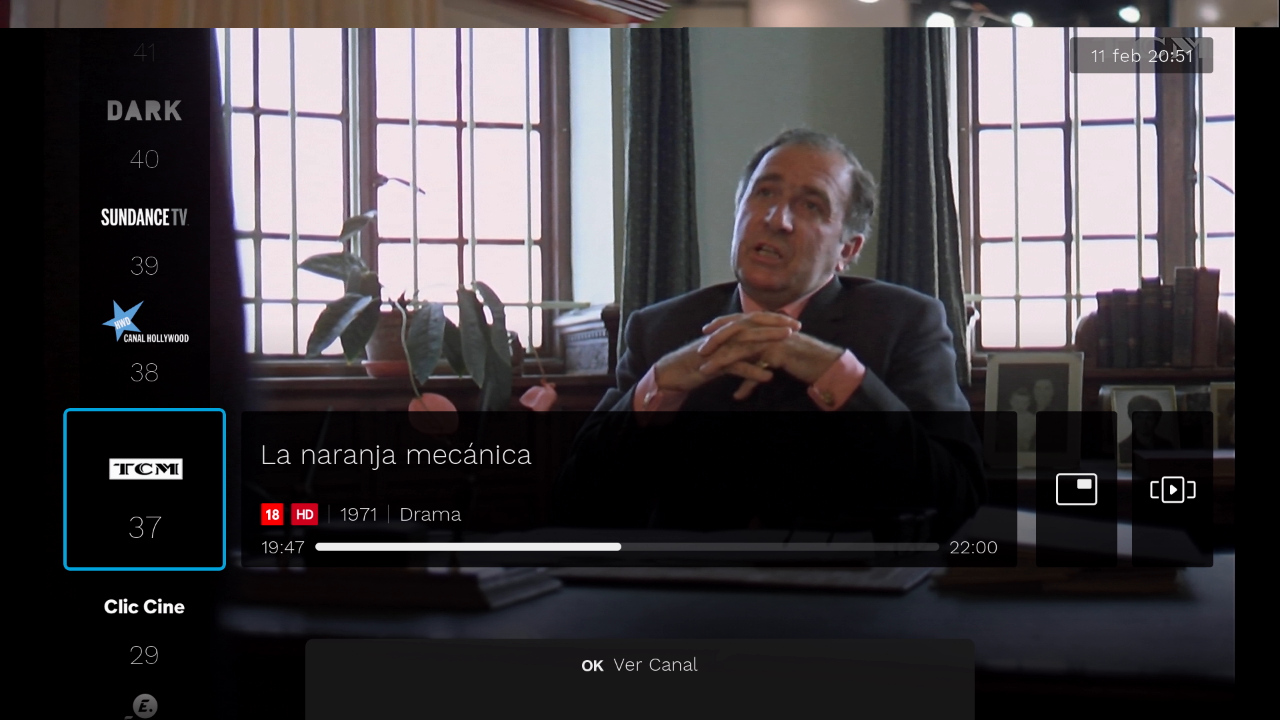 41
11 feb 20:51
DARK
40
SUNDANCE TV
39
HWD
CANAL HOLLYWOOD
38
TCM
37
La naranja mecánica
18 HD 1971 Drama
19:47 22:00
Clic Cine
29
OK Ver Canal
É.